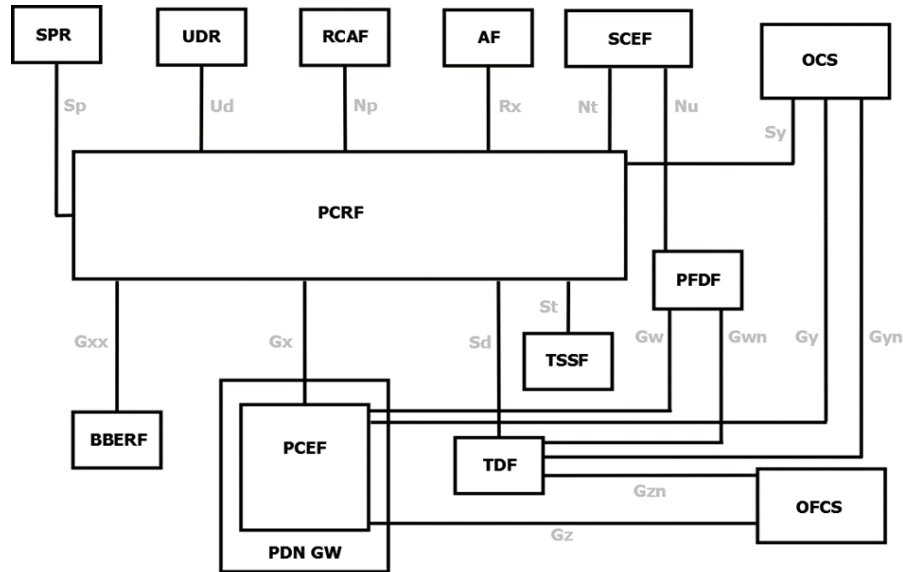 SPR
UDR
RCAF
AF
SCEF
OCS
Sp
Ud
Np
Rx
Nt
Nu
Sy
PCRF
PFDF
Gxx
Gx
Sd
St
Gw
Gwn
Gy
Gyn
TSSF
BBERF
PCEF
TDF
Gzn
OFCS
Gz
PDN GW